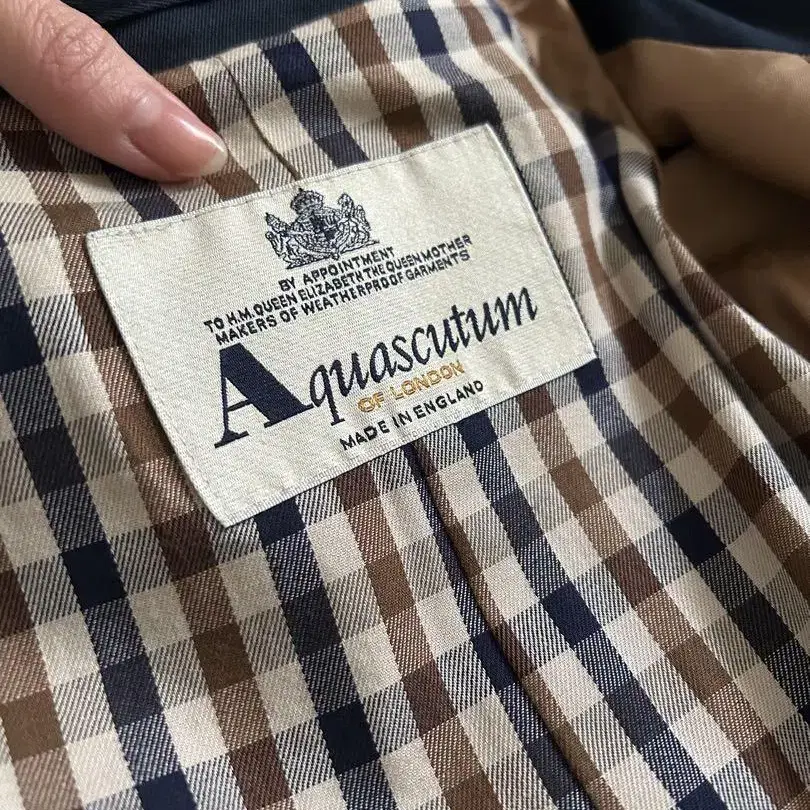 BY APPOINTMENT
TO H.M. QUEEN ELIZABETH THE QUEEN MOTHER
MAKERS OF WEATHERPROOF GARMENTS
Aquascutum
OF LONDON
MADE IN ENGLAND